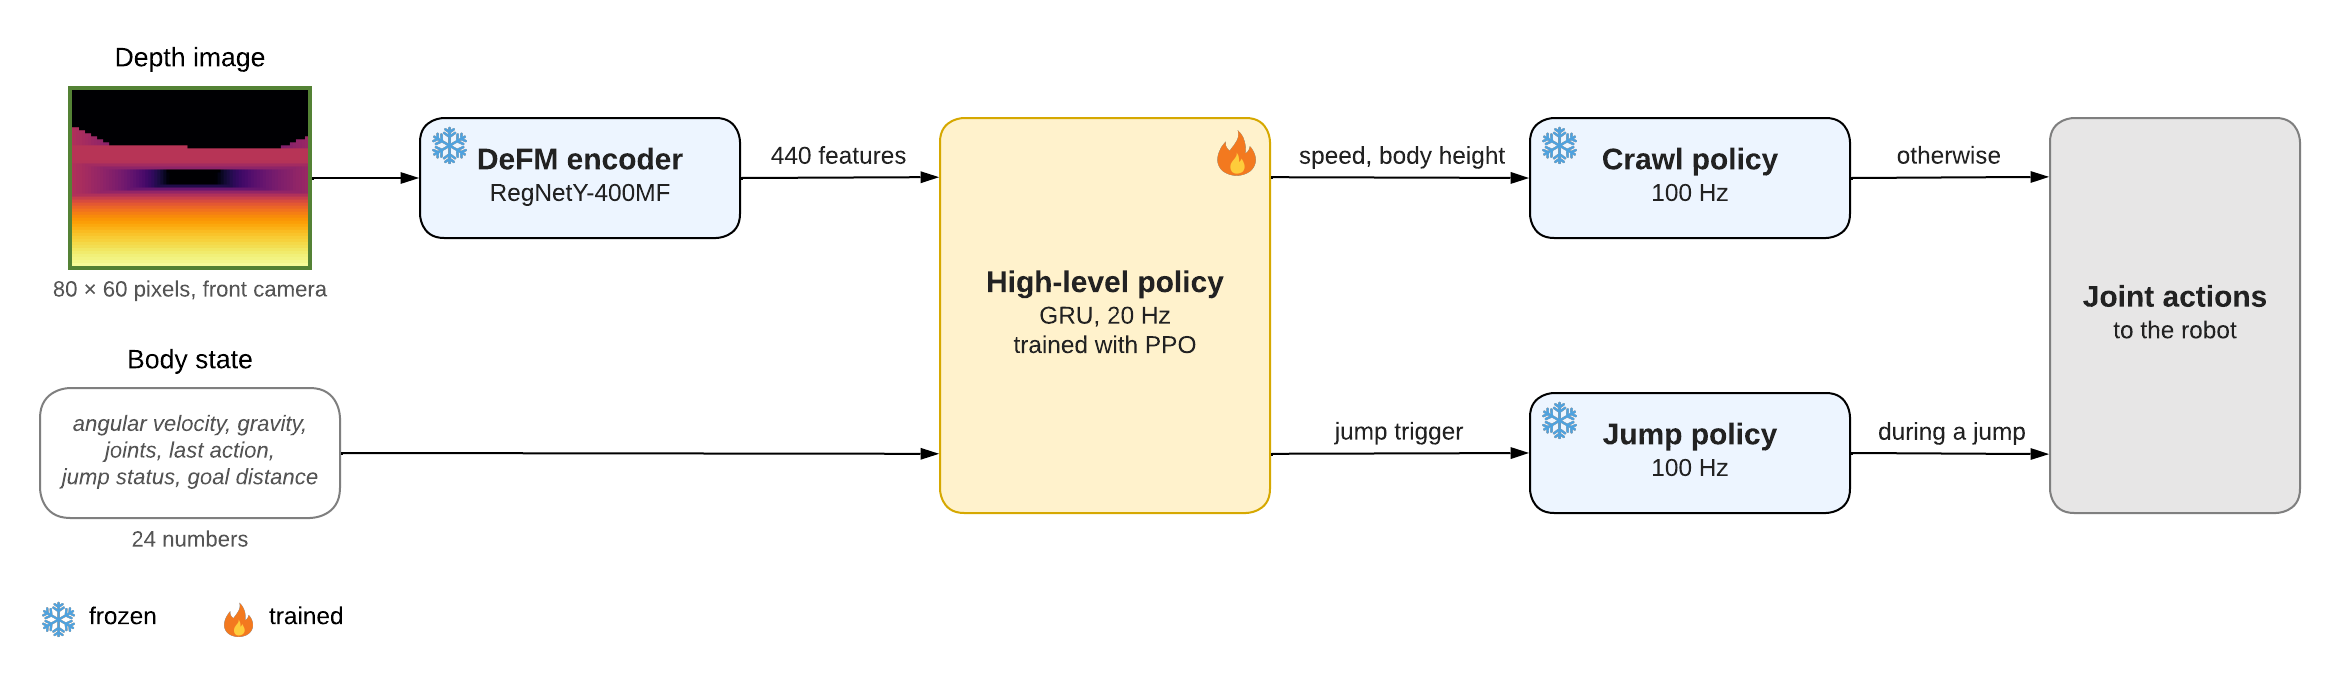 Depth image
80 × 60 pixels, front camera
DeFM encoder
RegNetY-400MF
440 features
Body state
angular velocity, gravity,
joints, last action,
jump status, goal distance
24 numbers
High-level policy
GRU, 20 Hz
trained with PPO
speed, body height
Crawl policy
100 Hz
otherwise
jump trigger
Jump policy
100 Hz
during a jump
Joint actions
to the robot
frozen
trained